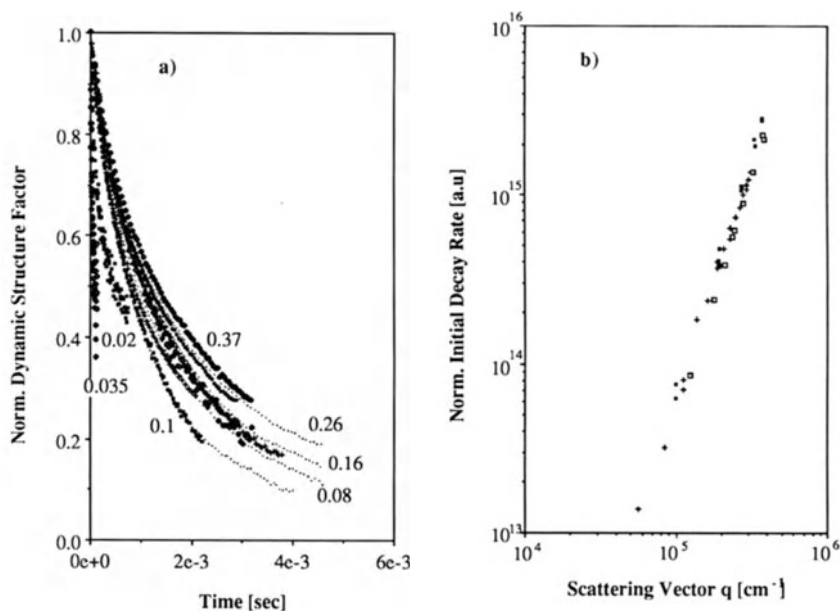 a)
1.0
0.8
0.6
0.4
0.2
0.0
Norm. Dynamic Structure Factor
0.02
0.035
0.1
0.37
0.26
0.16
0.08
0e+0
2e-3
4e-3
6e-3
Time [sec]
b)
10^16
10^15
10^14
10^13
Norm. Initial Decay Rate [a.u]
10^4
10^5
10^6
Scattering Vector q [cm^-1]